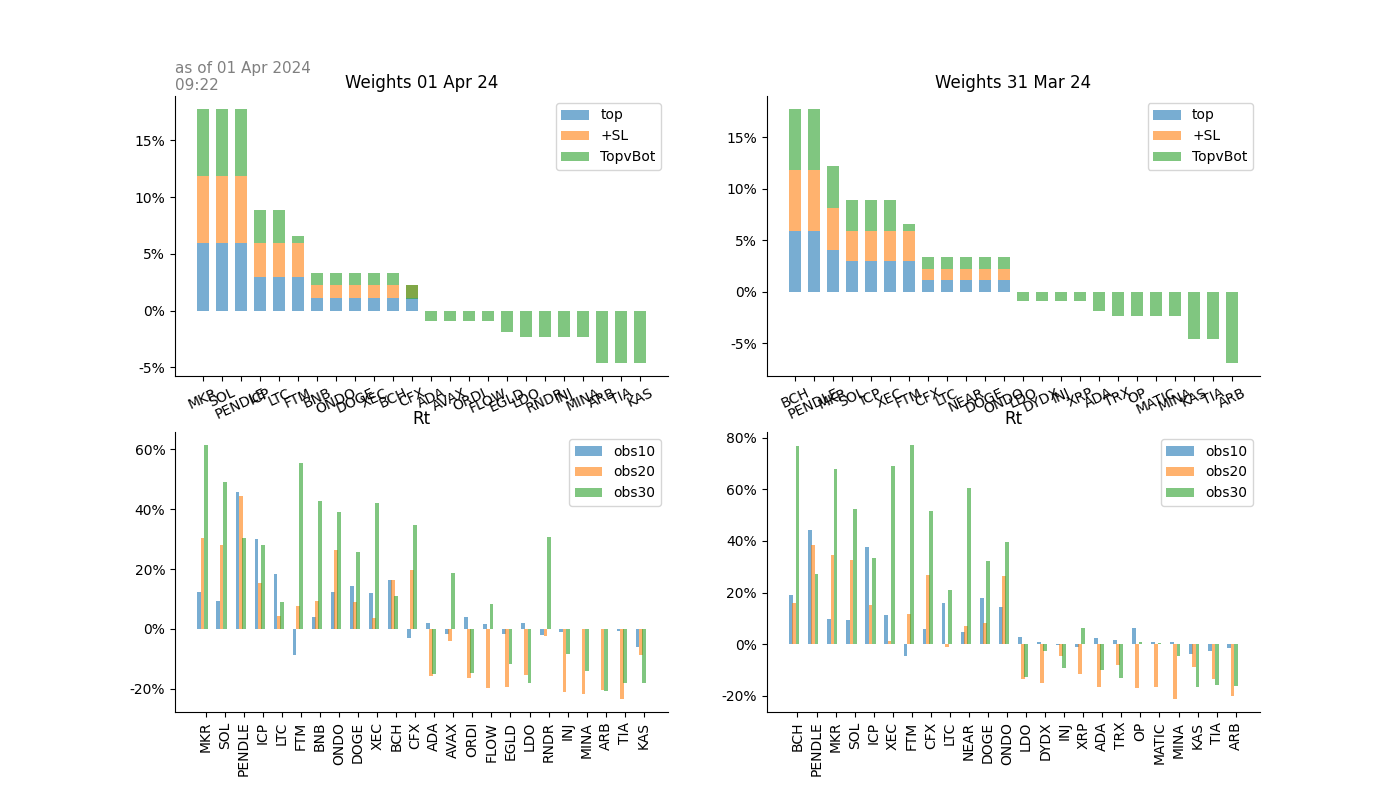 as of 01 Apr 2024
09:22
Weights 01 Apr 24
15%
10%
5%
0%
-5%
top
+SL
TopvBot
MKR SOL PENDLE ICP LTC FTM BNB ONDO DOGE XEC BCH CFX ADA AVAX ORDI FLOW EGLD LDO RNDR INJ MINA ARB TIA KAS
Weights 31 Mar 24
15%
10%
5%
0%
-5%
top
+SL
TopvBot
BCH PENDLE MKR SOL ICP XEC FTM CFX LTC NEAR DOGE ONDO LDO DYDX INJ XRP ADA TRX OP MATIC MINA KAS TIA ARB
Rt
60%
40%
20%
0%
-20%
obs10
obs20
obs30
MKR SOL PENDLE ICP LTC FTM BNB ONDO DOGE XEC BCH CFX ADA AVAX ORDI FLOW EGLD LDO RNDR INJ MINA ARB TIA KAS
Rt
80%
60%
40%
20%
0%
-20%
obs10
obs20
obs30
BCH PENDLE MKR SOL ICP XEC FTM CFX LTC NEAR DOGE ONDO LDO DYDX INJ XRP ADA TRX OP MATIC MINA KAS TIA ARB